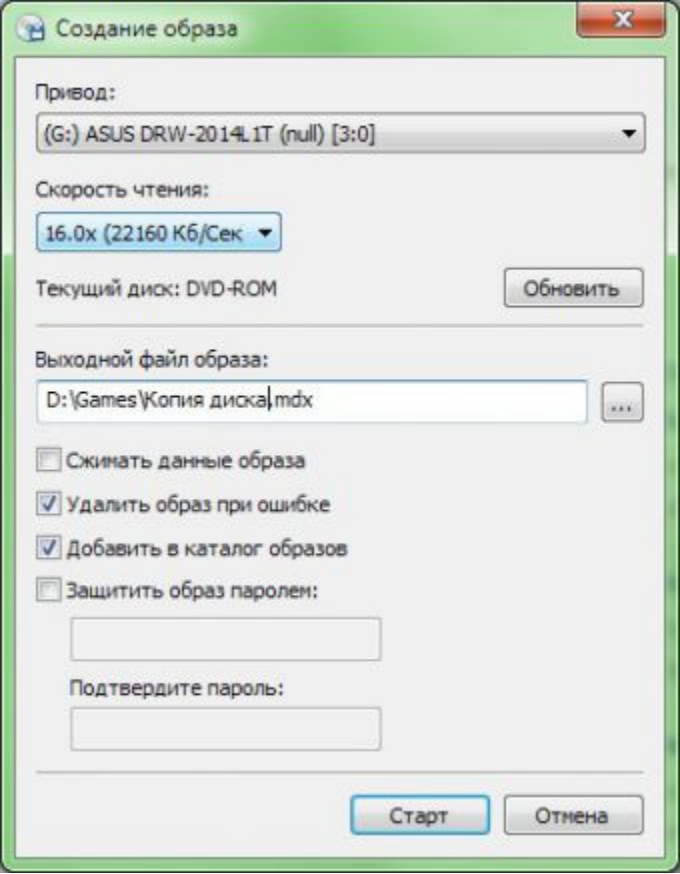 Создание образа
Привод:
(G:) ASUS DRW-2014L1T (null) [3:0]
Скорость чтения:
16.0x (22160 Кб/Сек
Текущий диск: DVD-ROM
Обновить
Выходной файл образа:
D:\Games\Копия диска.mdx
...
Сжимать данные образа
Удалить образ при ошибке
Добавить в каталог образов
Защитить образ паролем:
Подтвердите пароль:
Старт
Отмена